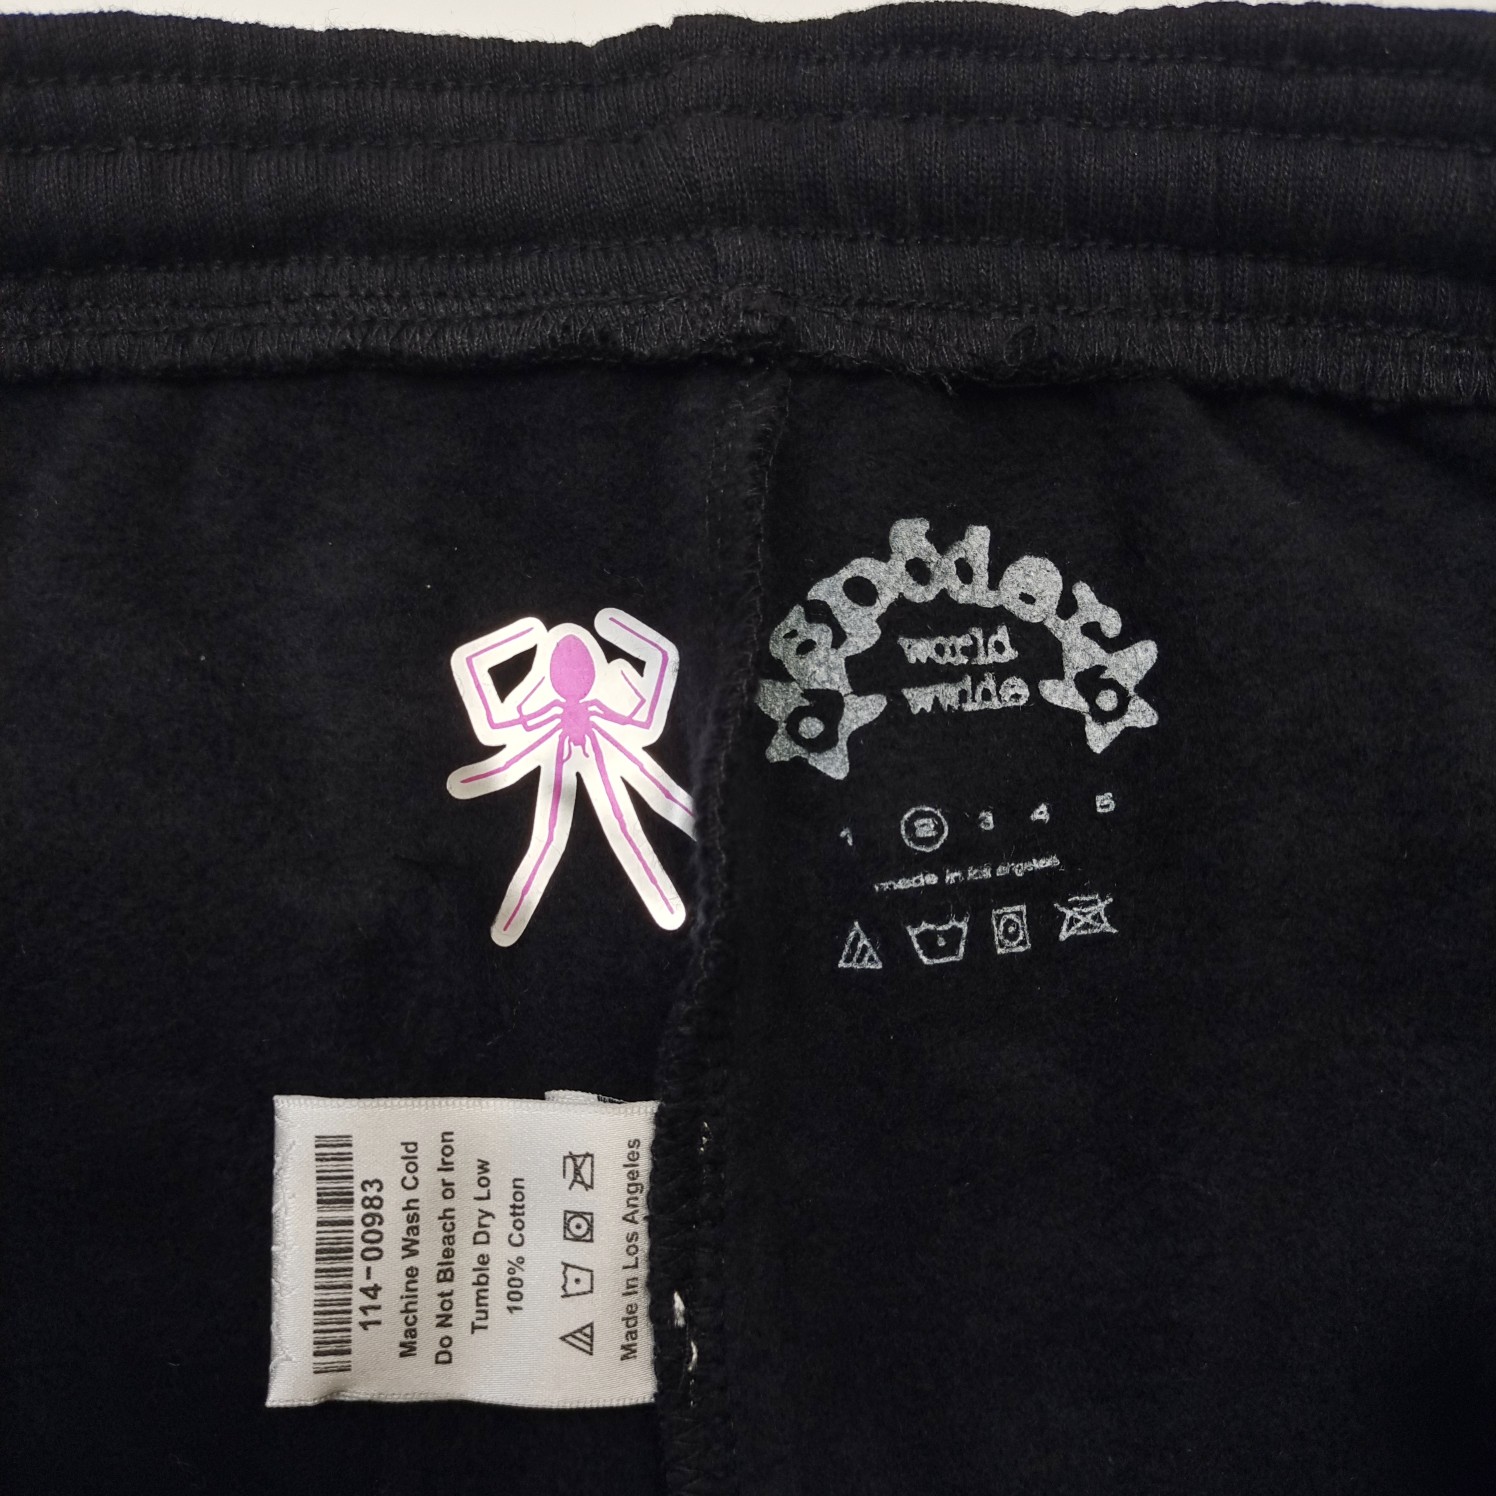 spider
world
wwide
1 2 3 4 5
made in los angeles
114-00983
Machine Wash Cold
Do Not Bleach or Iron
Tumble Dry Low
100% Cotton
Made In Los Angeles